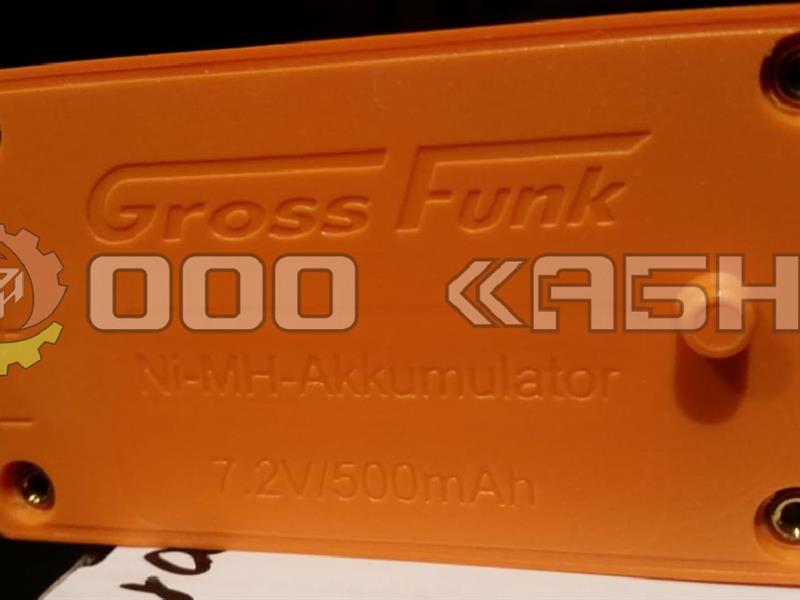 Gross Funk
ООО «АБН
Ni-MH-Akkumulator
7.2V/500mAh